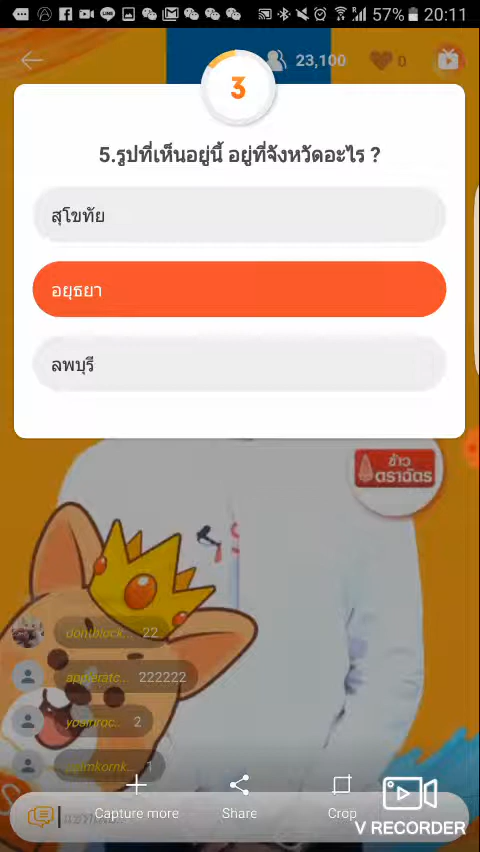 57% 20:11
23,100
0
3
5.รูปที่เห็นอยู่นี้ อยู่ที่จังหวัดอะไร ?
สุโขทัย
อยุธยา
ลพบุรี
ข้าว
ตราฉัตร
dontblock... 22
appleratc... 222222
2
1
Capture more
Share
Crop
V RECORDER